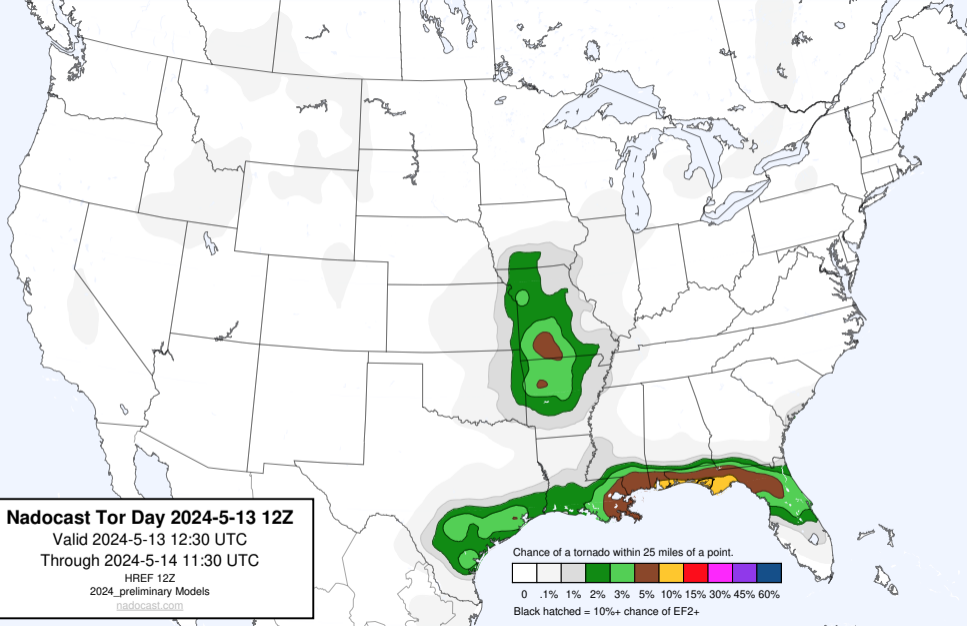 Nadocast Tor Day 2024-5-13 12Z
Valid 2024-5-13 12:30 UTC
Through 2024-5-14 11:30 UTC
HREF 12Z
2024_preliminary Models
nadocast.com
Chance of a tornado within 25 miles of a point.
0 .1% 1% 2% 3% 5% 10% 15% 30% 45% 60%
Black hatched = 10%+ chance of EF2+